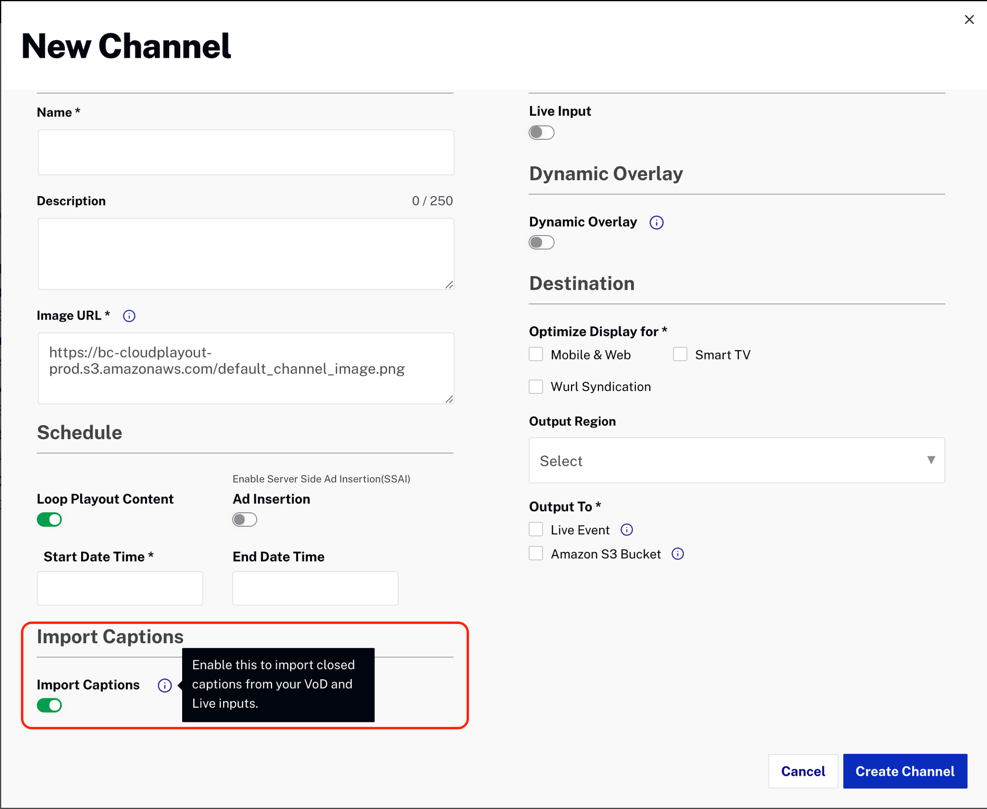 New Channel
Name *
Description 0 / 250
Image URL *
https://bc-cloudplayout-
prod.s3.amazonaws.com/default_channel_image.png
Schedule
Enable Server Side Ad Insertion(SSAI)
Loop Playout Content Ad Insertion
Start Date Time * End Date Time
Import Captions
Import Captions
Enable this to import closed
captions from your VoD and
Live inputs.
Live Input
Dynamic Overlay
Dynamic Overlay
Destination
Optimize Display for *
Mobile & Web Smart TV
Wurl Syndication
Output Region
Select
Output To *
Live Event
Amazon S3 Bucket
Cancel Create Channel